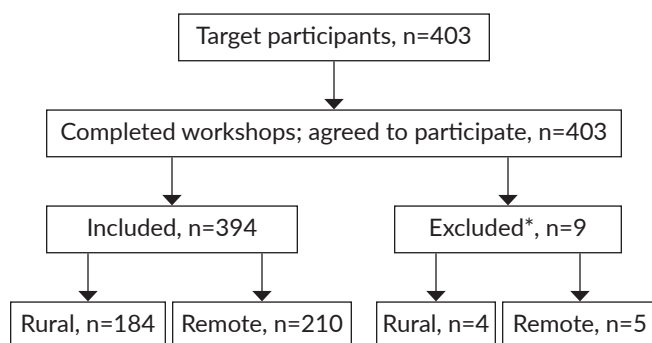 Target participants, n=403
Completed workshops; agreed to participate, n=403
Included, n=394
Excluded*, n=9
Rural, n=184
Remote, n=210
Rural, n=4
Remote, n=5